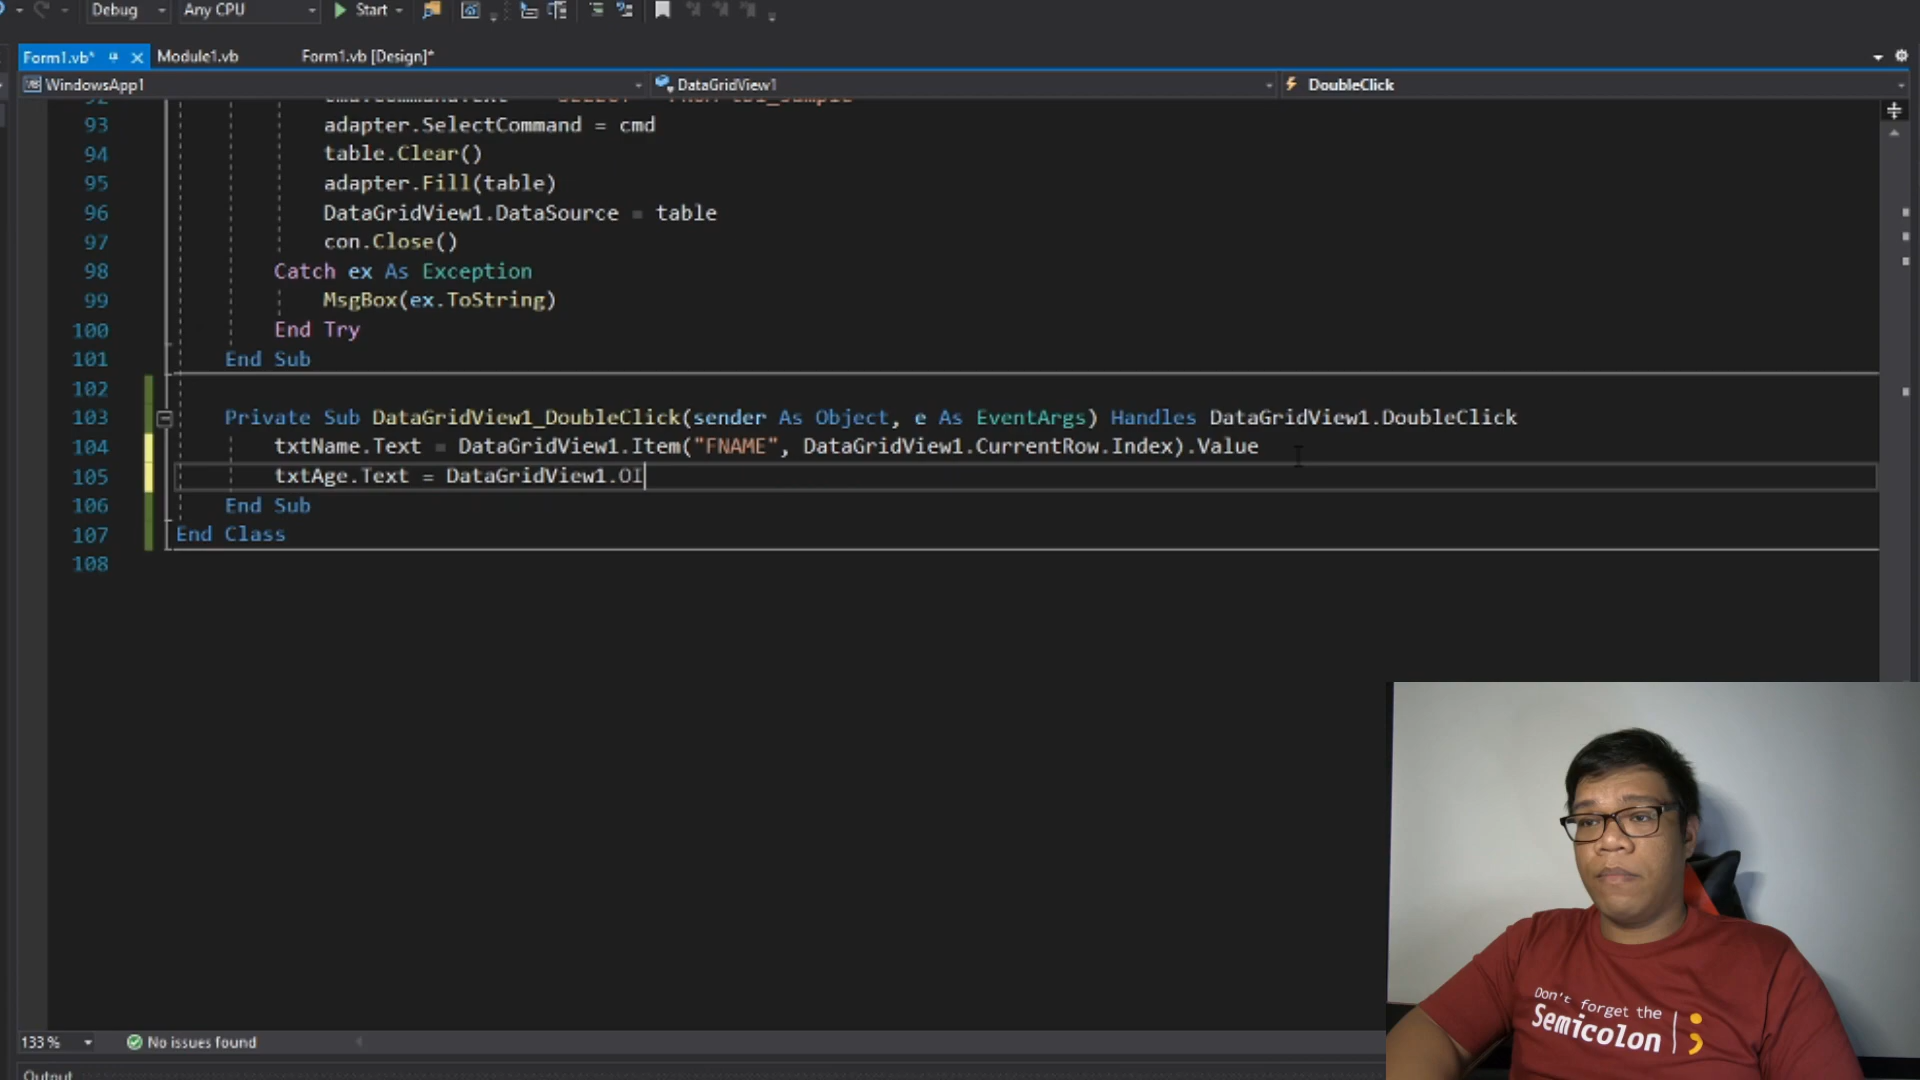 Debug Any CPU Start
Form1.vb* Module1.vb Form1.vb [Design]*
WindowsApp1 DataGridView1 DoubleClick
92
93 adapter.SelectCommand = cmd
94 table.Clear()
95 adapter.Fill(table)
96 DataGridView1.DataSource = table
97 con.Close()
98 Catch ex As Exception
99 MsgBox(ex.ToString)
100 End Try
101 End Sub
102
103 Private Sub DataGridView1_DoubleClick(sender As Object, e As EventArgs) Handles DataGridView1.DoubleClick
104 txtName.Text = DataGridView1.Item("FNAME", DataGridView1.CurrentRow.Index).Value
105 txtAge.Text = DataGridView1.OI
106 End Sub
107 End Class
108
Don't forget the
Semicolon ;
133 % No issues found
Output